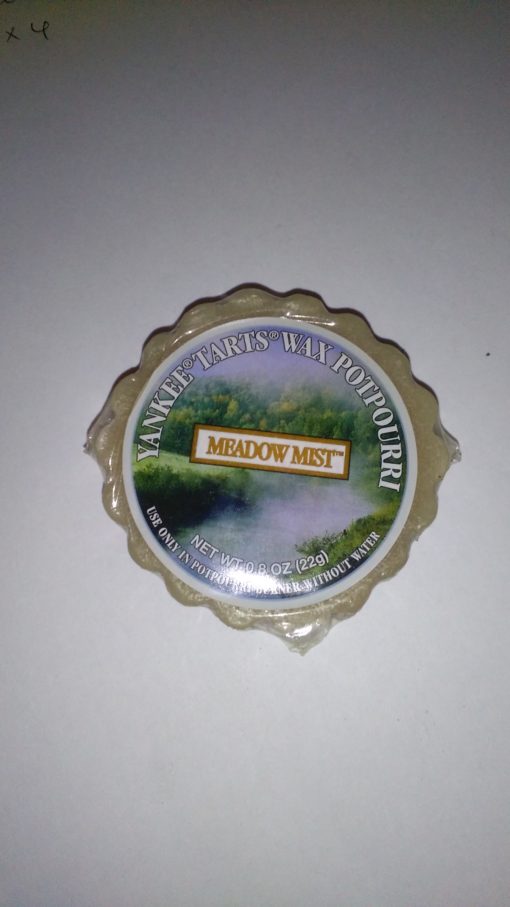 x 4
YANKEE® TARTS® WAX POTPOURRI
MEADOW MIST™
NET WT 0.8 OZ (22g)
USE ONLY IN POTPOURRI BURNER WITHOUT WATER